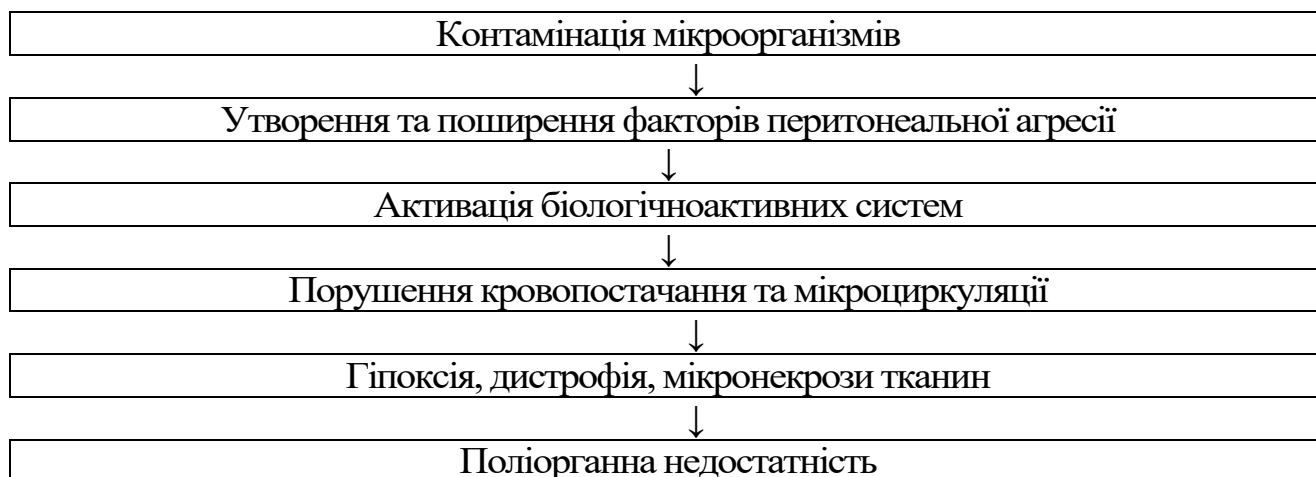 Контамінація мікроорганізмів
↓
Утворення та поширення факторів перитонеальної агресії
↓
Активація біологічноактивних систем
↓
Порушення кровопостачання та мікроциркуляції
↓
Гіпоксія, дистрофія, мікронекрози тканин
↓
Поліорганна недостатність